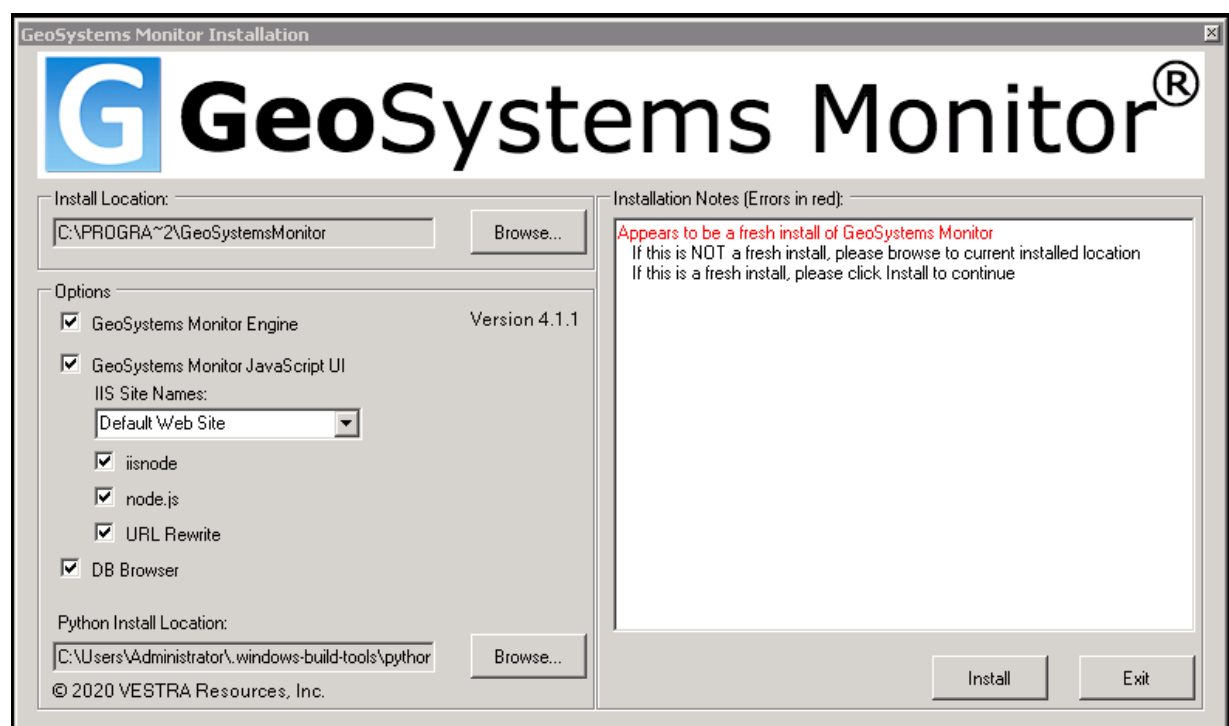 GeoSystems Monitor Installation
G GeoSystems Monitor®
Install Location:
C:\PROGRA~2\GeoSystemsMonitor
Browse...
Options
GeoSystems Monitor Engine
Version 4.1.1
GeoSystems Monitor JavaScript UI
IIS Site Names:
Default Web Site
iisnode
node.js
URL Rewrite
DB Browser
Python Install Location:
C:\Users\Administrator\.windows-build-tools\pythor
Browse...
© 2020 VESTRA Resources, Inc.
Installation Notes (Errors in red):
Appears to be a fresh install of GeoSystems Monitor
If this is NOT a fresh install, please browse to current installed location
If this is a fresh install, please click Install to continue
Install
Exit